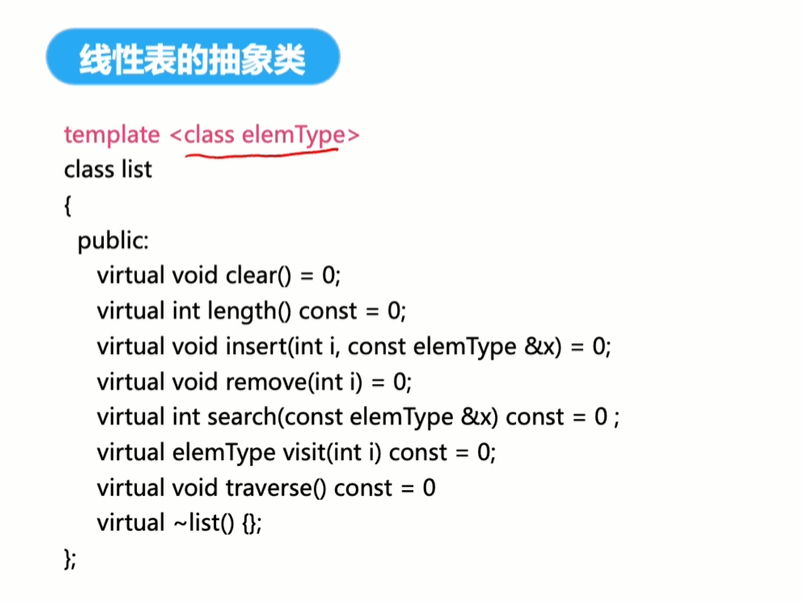 线性表的抽象类
template <class elemType>
class list
{
public:
virtual void clear() = 0;
virtual int length() const = 0;
virtual void insert(int i, const elemType &x) = 0;
virtual void remove(int i) = 0;
virtual int search(const elemType &x) const = 0 ;
virtual elemType visit(int i) const = 0;
virtual void traverse() const = 0
virtual ~list() {};
};